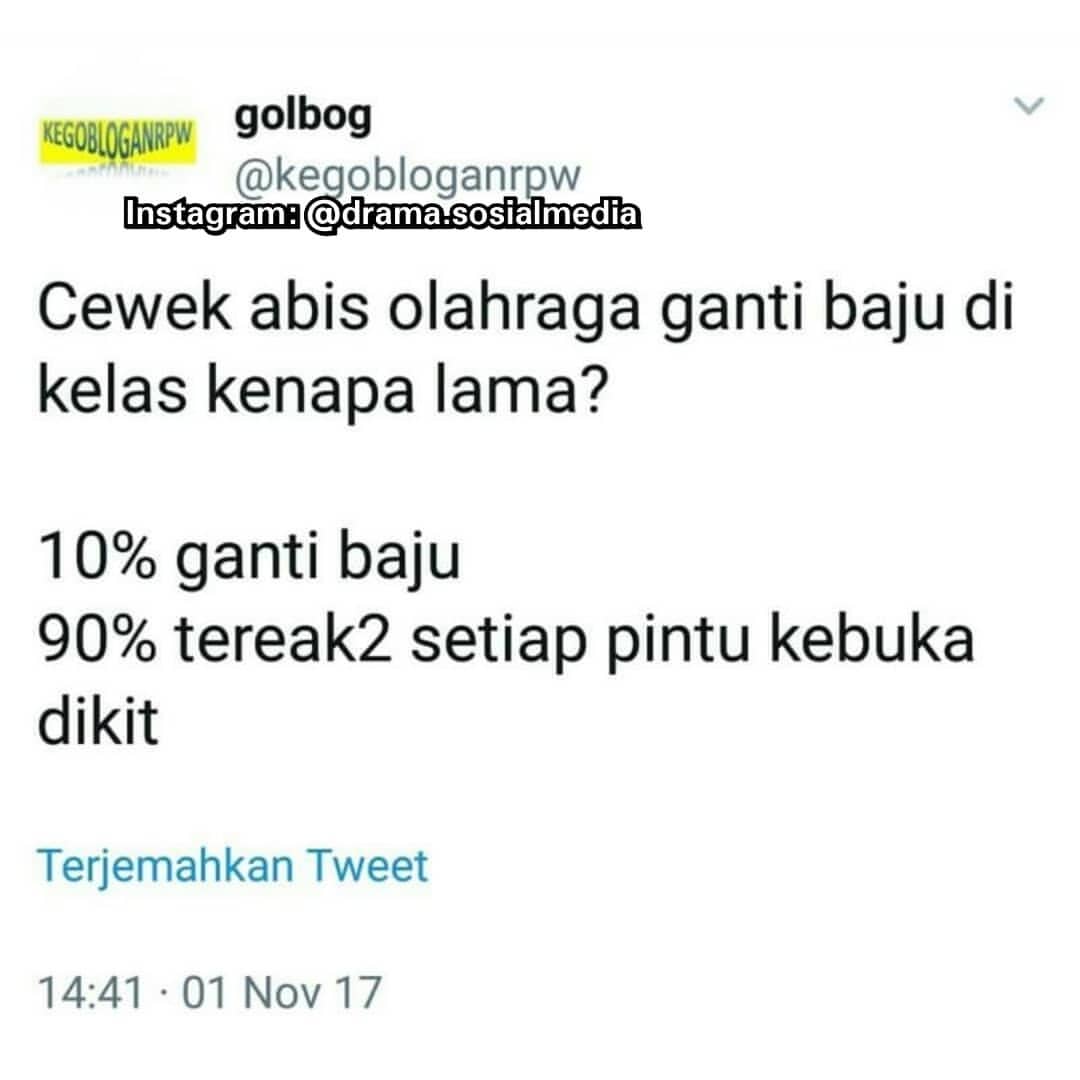 KEGOBLOGANRPW
golbog
@kegobloganrpw
Instagram: @drama.sosialmedia
Cewek abis olahraga ganti baju di
kelas kenapa lama?
10% ganti baju
90% tereak2 setiap pintu kebuka
dikit
Terjemahkan Tweet
14:41 · 01 Nov 17